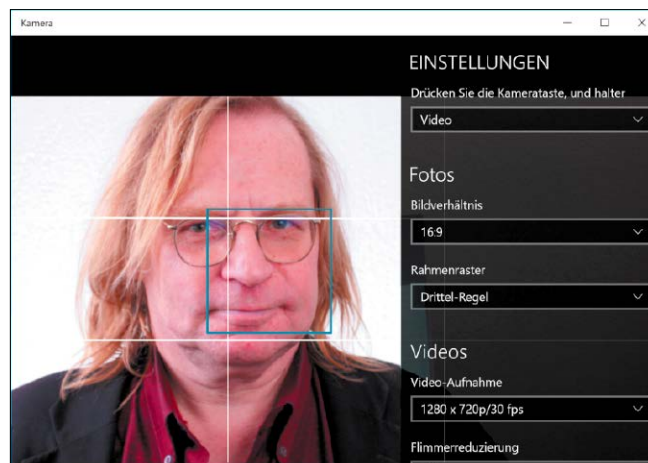 Kamera
EINSTELLUNGEN
Drücken Sie die Kamerataste, und halter
Video
Fotos
Bildverhältnis
16:9
Rahmenraster
Drittel-Regel
Videos
Video-Aufnahme
1280 x 720p/30 fps
Flimmerreduzierung